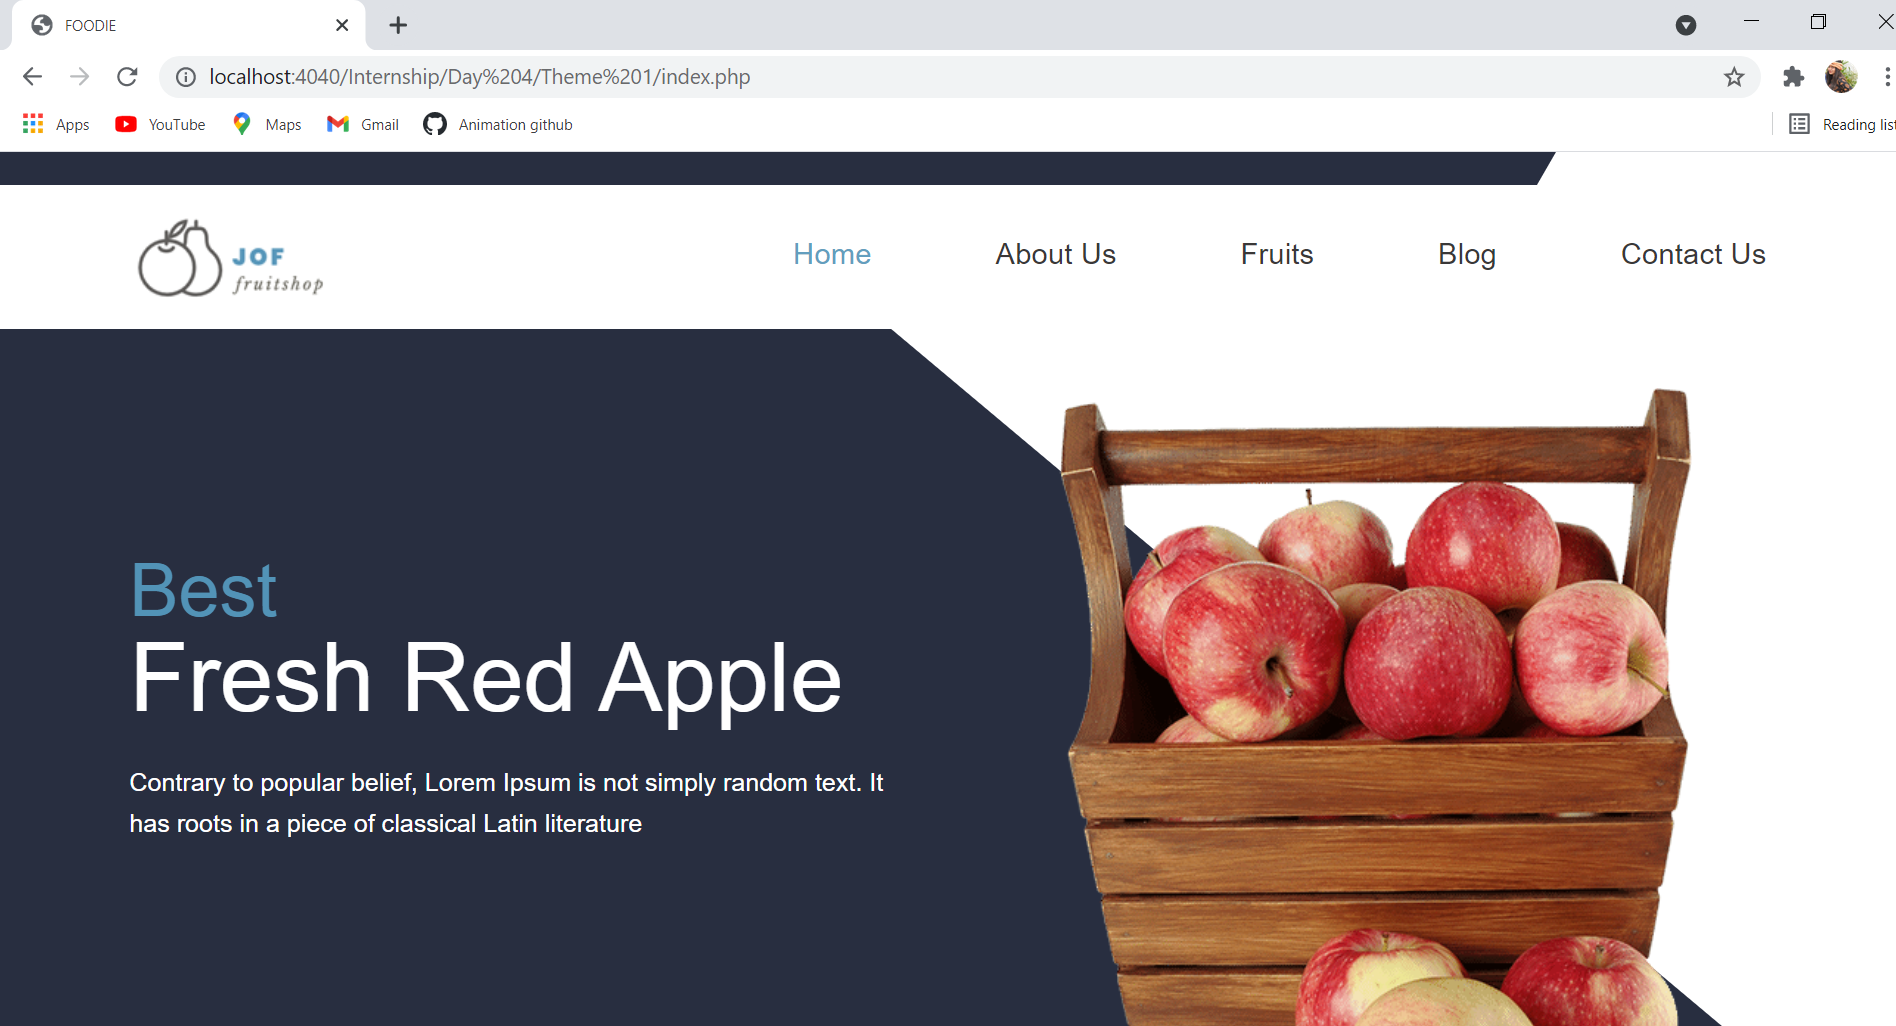 FOODIE
localhost:4040/Internship/Day%204/Theme%201/index.php
Apps YouTube Maps Gmail Animation github Reading list
JOF
fruitshop
Home About Us Fruits Blog Contact Us
Best
Fresh Red Apple
Contrary to popular belief, Lorem Ipsum is not simply random text. It
has roots in a piece of classical Latin literature